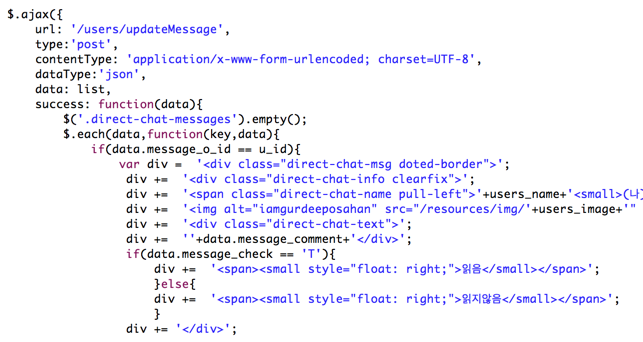 $.ajax({
url: '/users/updateMessage',
type:'post',
contentType: 'application/x-www-form-urlencoded; charset=UTF-8',
dataType:'json',
data: list,
success: function(data){
$('.direct-chat-messages').empty();
$.each(data,function(key,data){
if(data.message_o_id == u_id){
var div =  '<div class="direct-chat-msg doted-border">';
div +=  '<div class="direct-chat-info clearfix">';
div +=  '<span class="direct-chat-name pull-left">'+users_name+'<small>(나)
div +=  '<img alt="iamgurdeeposahan" src="/resources/img/'+users_image+'"
div +=  '<div class="direct-chat-text">';
div +=  ''+data.message_comment+'</div>';
if(data.message_check == 'T'){
div +=  '<span><small style="float: right;">읽음</small></span>';
}else{
div +=  '<span><small style="float: right;">읽지않음</small></span>';
}
div += '</div>';